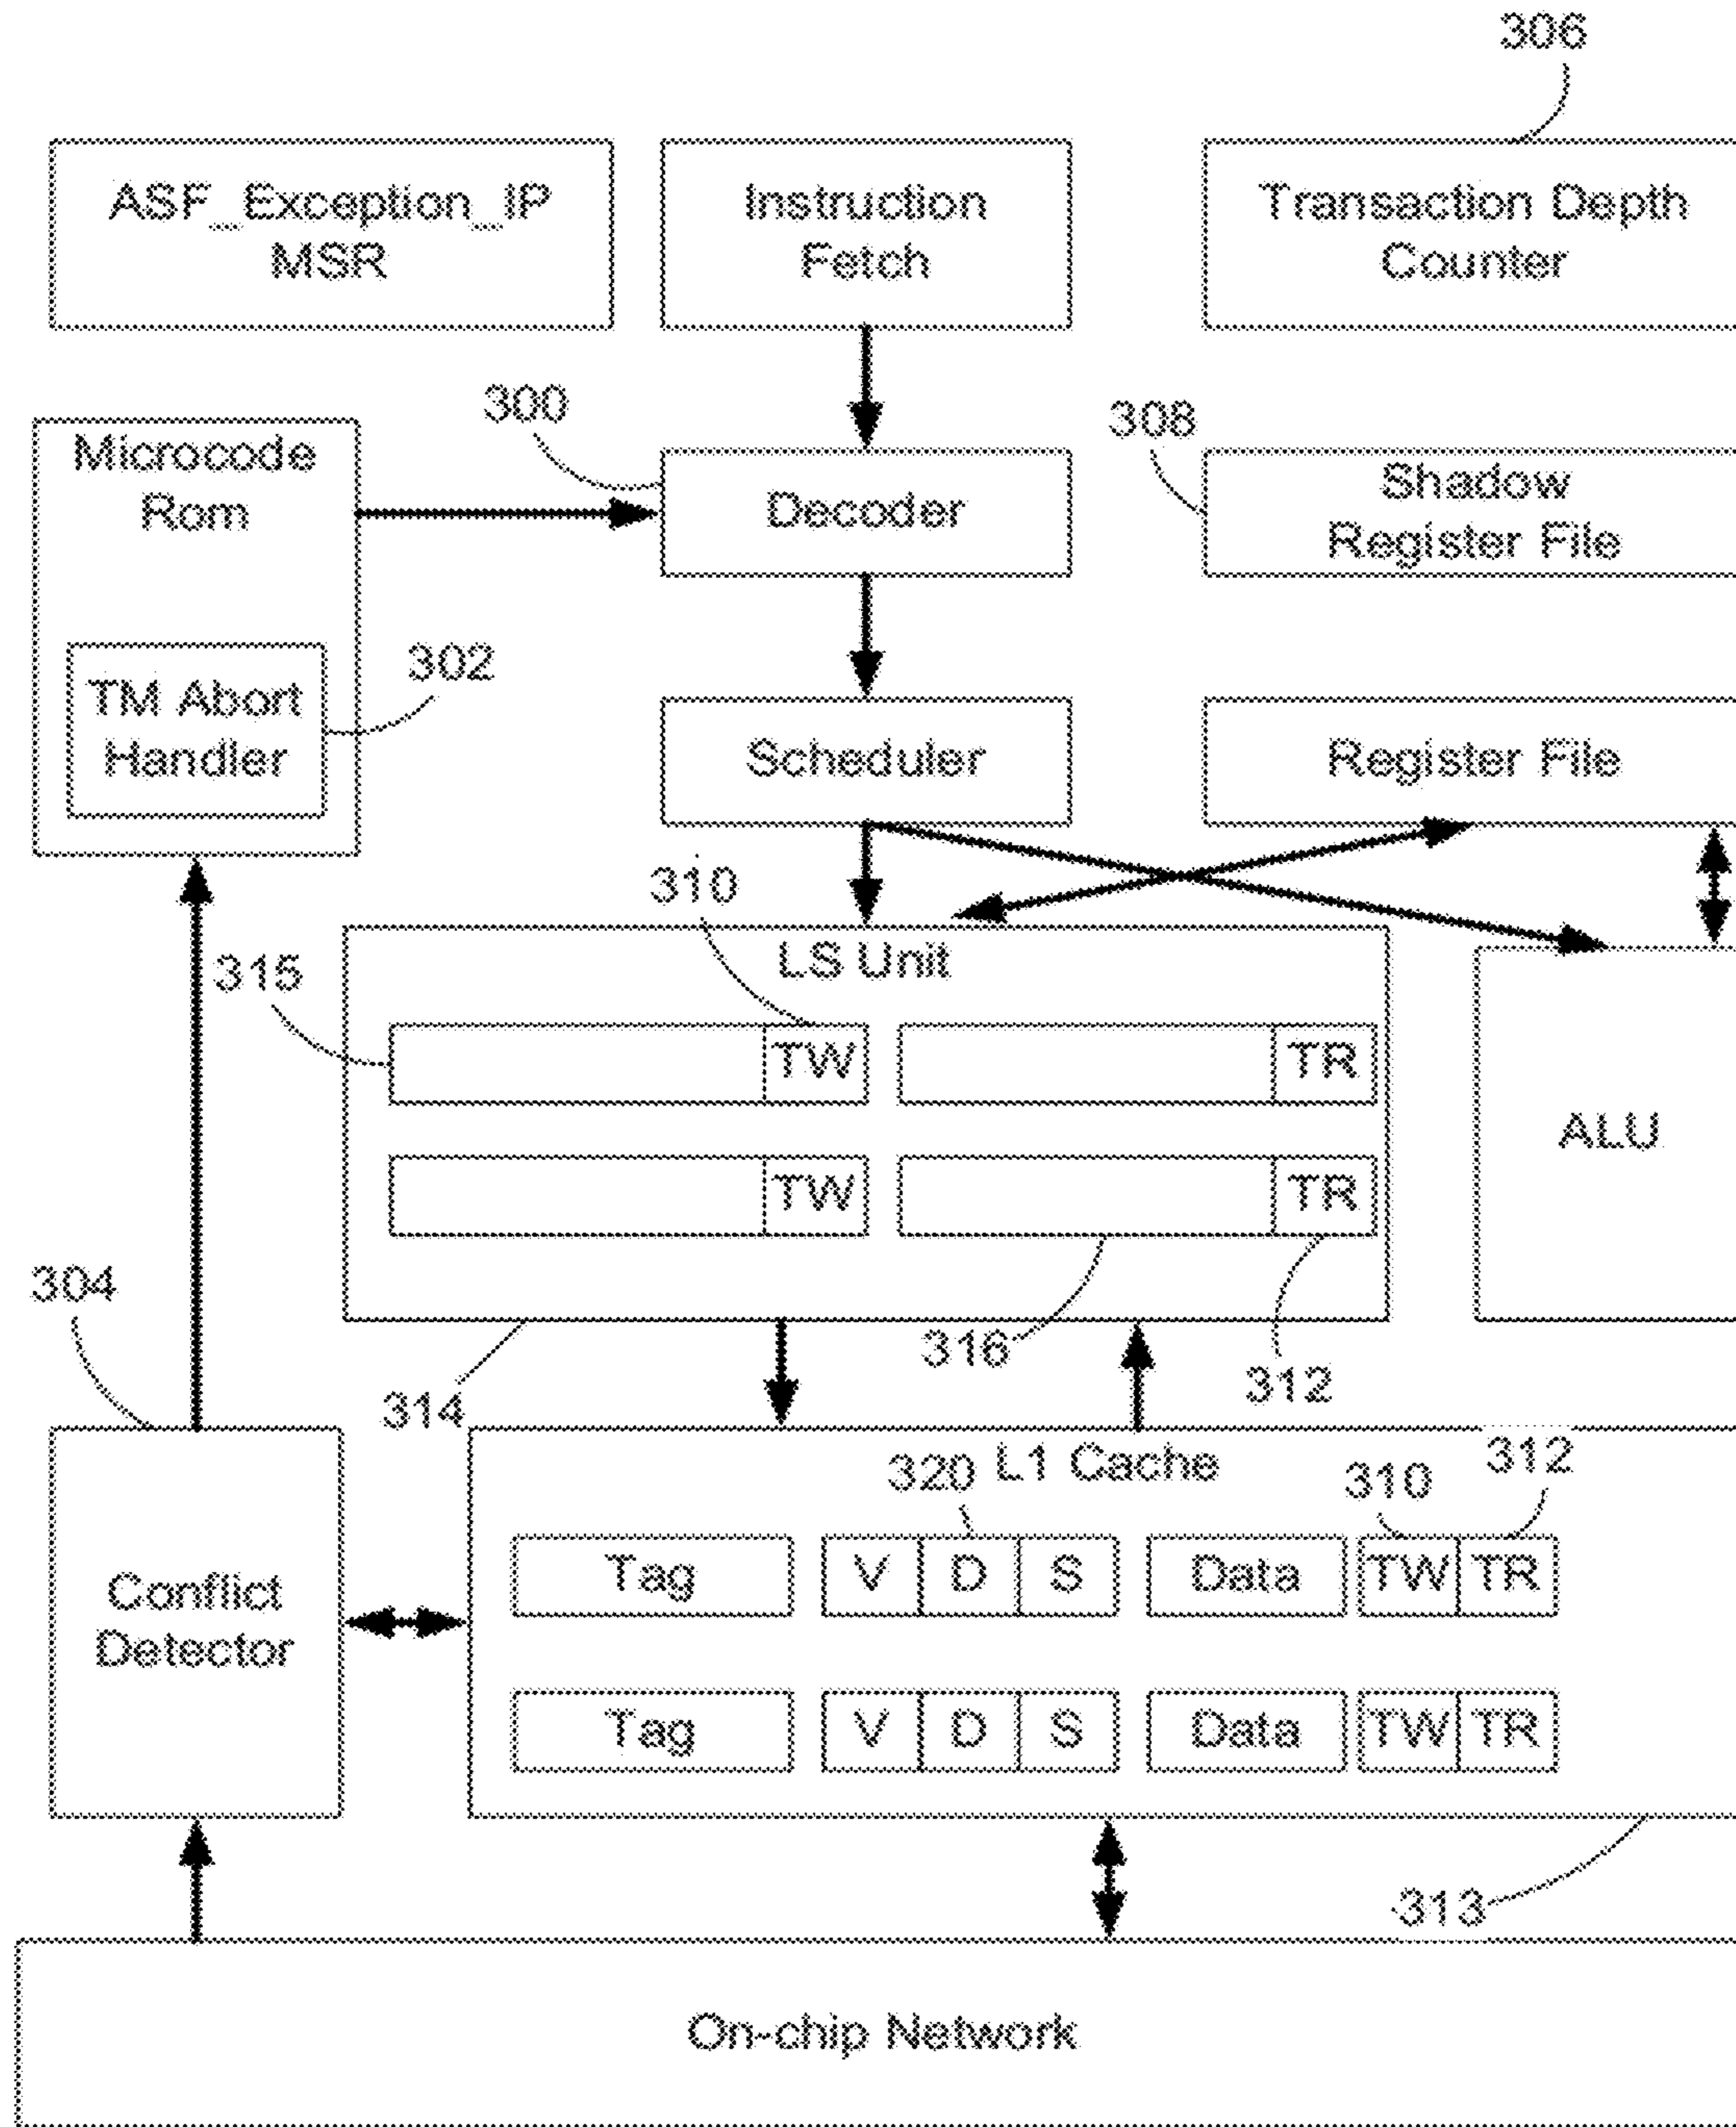 306
ASF_Exception_IP
MSR
Instruction
Fetch
Transaction Depth
Counter
300
308
Microcode
Rom
Decoder
Shadow
Register File
302
TM Abort
Handler
Scheduler
Register File
310
315
LS Unit
TW
TR
ALU
TW
TR
304
316
312
314
L1 Cache
320
310
312
Conflict
Detector
Tag
V
D
S
Data
TW
TR
Tag
V
D
S
Data
TW
TR
313
On-chip Network